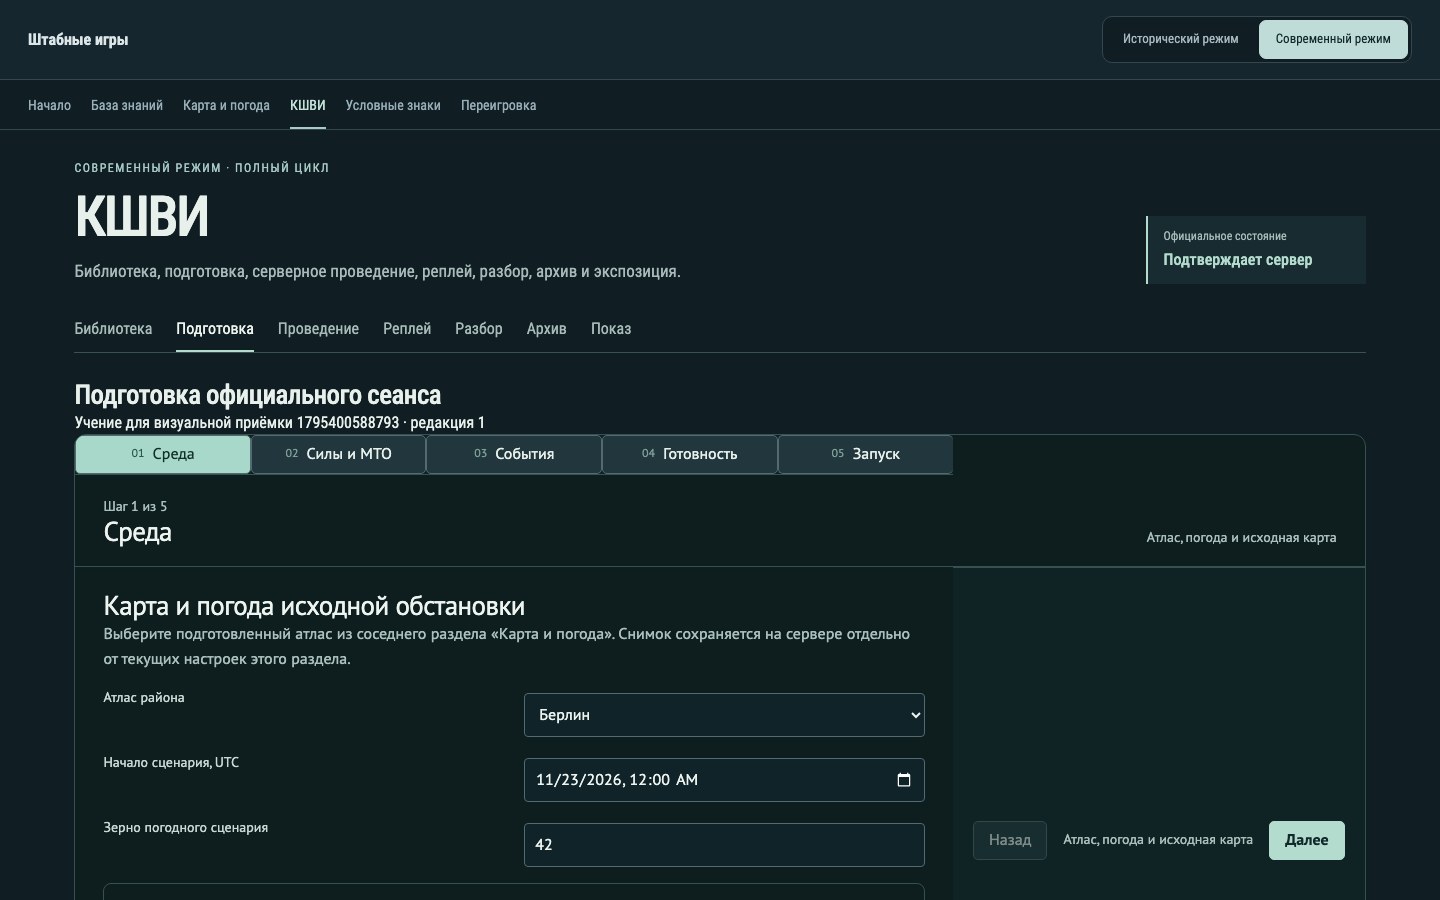 Штабные игры
Исторический режим
Современный режим
Начало
База знаний
Карта и погода
КШВИ
Условные знаки
Переигровка
СОВРЕМЕННЫЙ РЕЖИМ · ПОЛНЫЙ ЦИКЛ
КШВИ
Библиотека, подготовка, серверное проведение, реплей, разбор, архив и экспозиция.
Официальное состояние
Подтверждает сервер
Библиотека
Подготовка
Проведение
Реплей
Разбор
Архив
Показ
Подготовка официального сеанса
Учение для визуальной приёмки 1795400588793 · редакция 1
01 Среда
02 Силы и МТО
03 События
04 Готовность
05 Запуск
Шаг 1 из 5
Среда
Атлас, погода и исходная карта
Карта и погода исходной обстановки
Выберите подготовленный атлас из соседнего раздела «Карта и погода». Снимок сохраняется на сервере отдельно
от текущих настроек этого раздела.
Атлас района
Берлин
Начало сценария, UTC
11/23/2026, 12:00 AM
Зерно погодного сценария
42
Назад
Атлас, погода и исходная карта
Далее